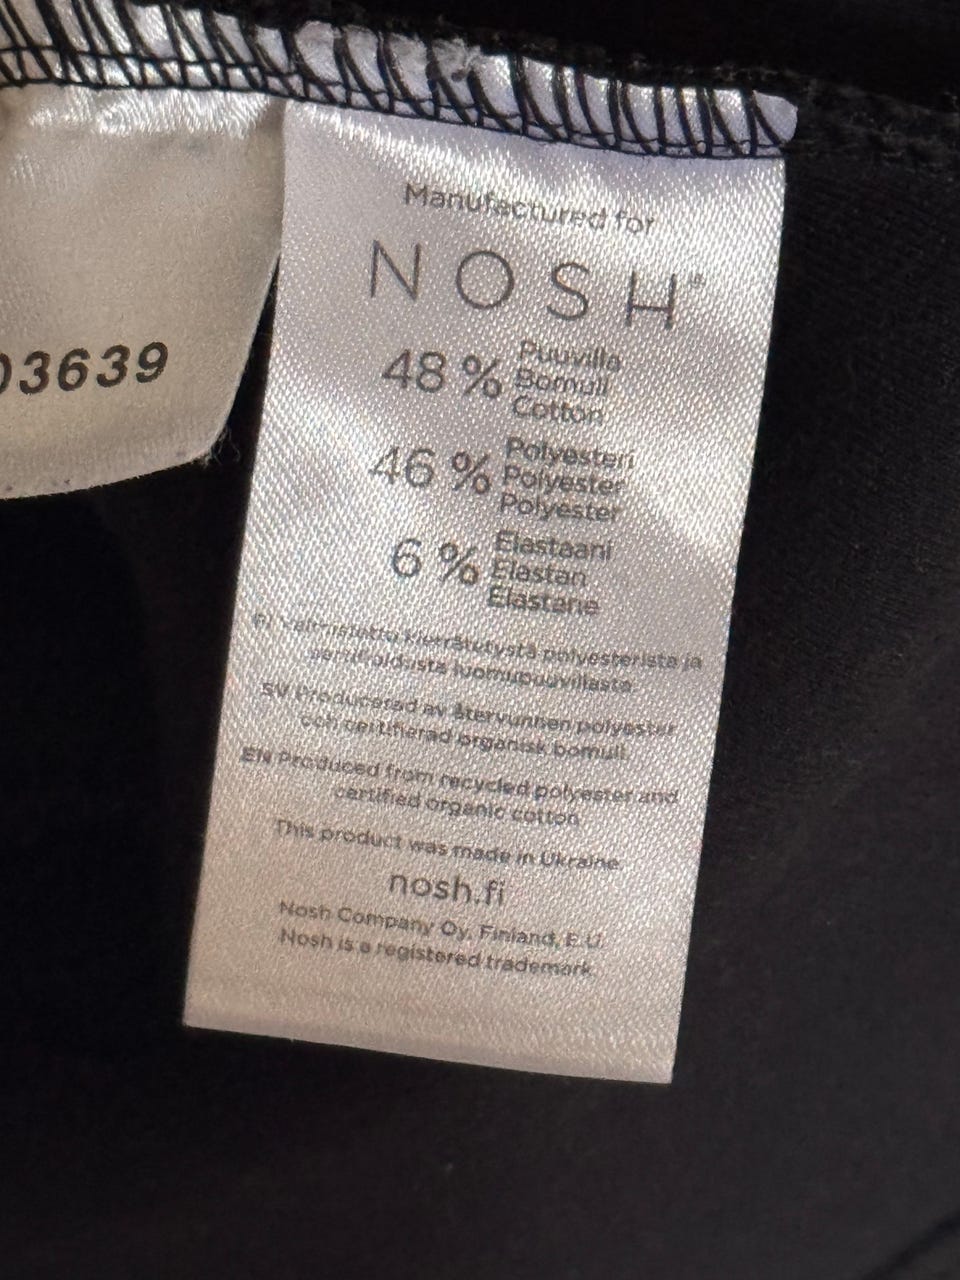 03639
Manufactured for
NOSH
48 % Puuvilla
Bomull
Cotton
46 % Polyesteri
Polyester
Polyester
6 % Elastaani
Elastan
Elastane
FI Valmistettu kierrätetystä polyesteristä ja
sertifioidusta luomupuuvillasta.
SV Producerad av återvunnen polyester
och certifierad organisk bomull.
EN Produced from recycled polyester and
certified organic cotton.
This product was made in Ukraine.
nosh.fi
Nosh Company Oy, Finland, E.U.
Nosh is a registered trademark.